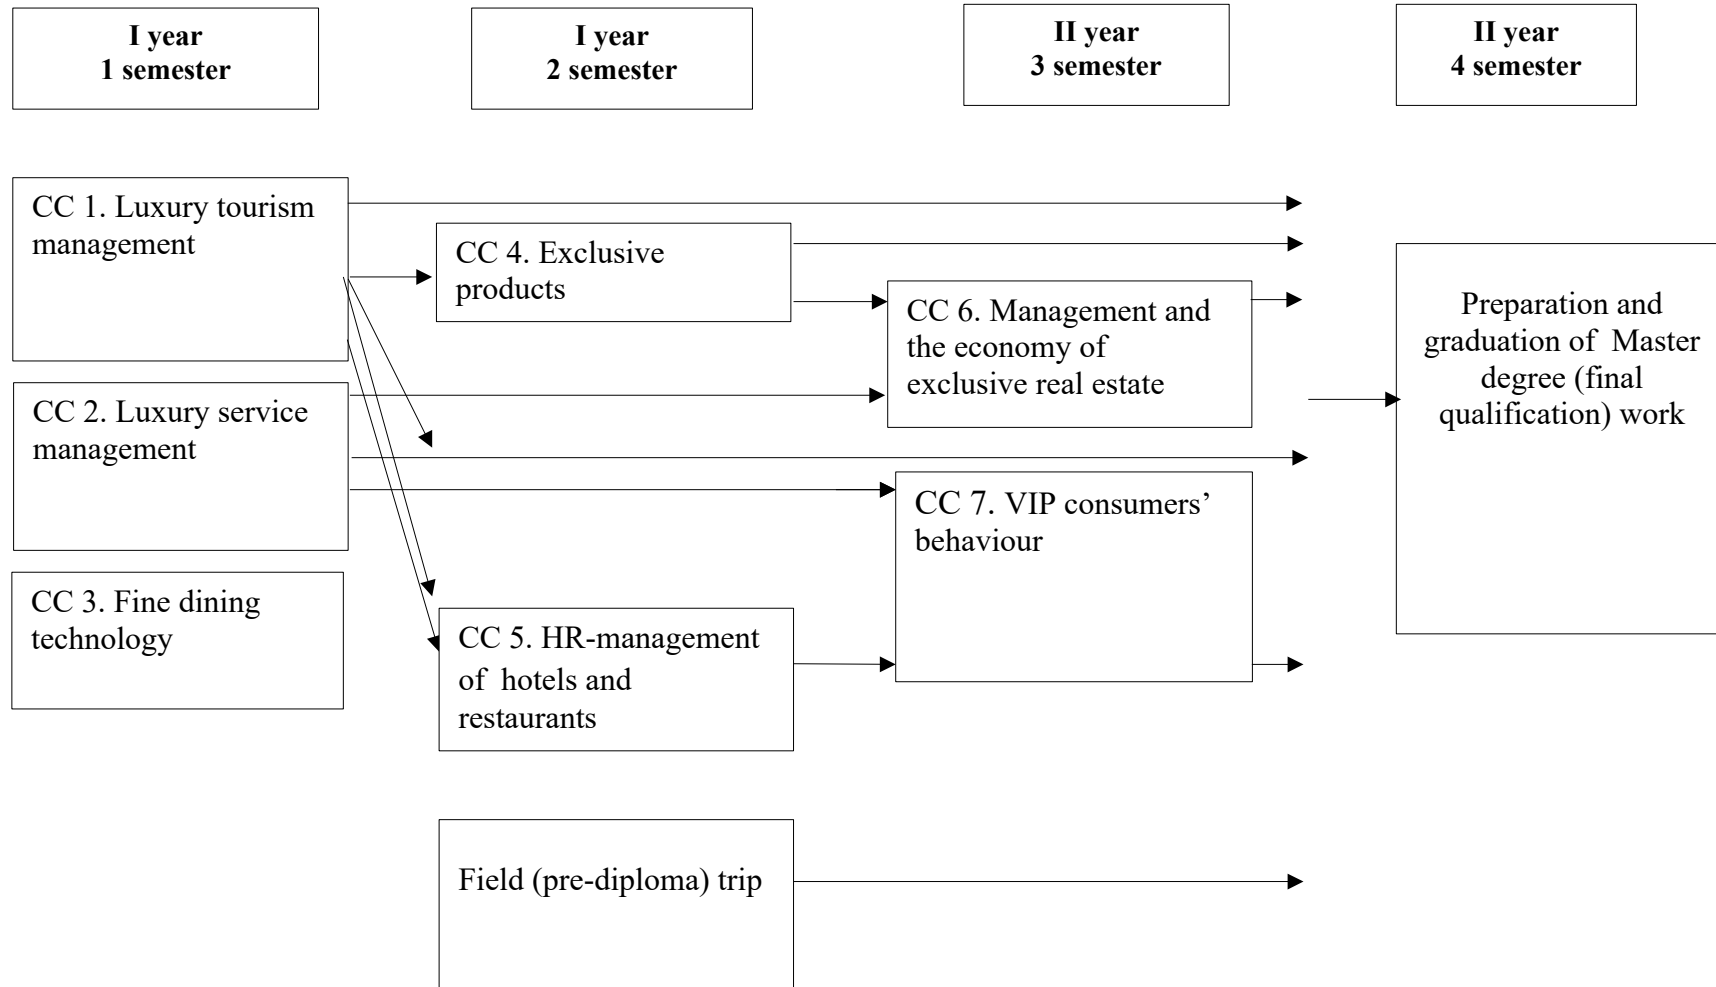 I year
1 semester
I year
2 semester
II year
3 semester
II year
4 semester
CC 1. Luxury tourism
management
CC 2. Luxury service
management
CC 3. Fine dining
technology
CC 4. Exclusive
products
CC 5. HR-management
of hotels and
restaurants
Field (pre-diploma) trip
CC 6. Management and
the economy of
exclusive real estate
CC 7. VIP consumers’
behaviour
Preparation and
graduation of Master
degree (final
qualification) work